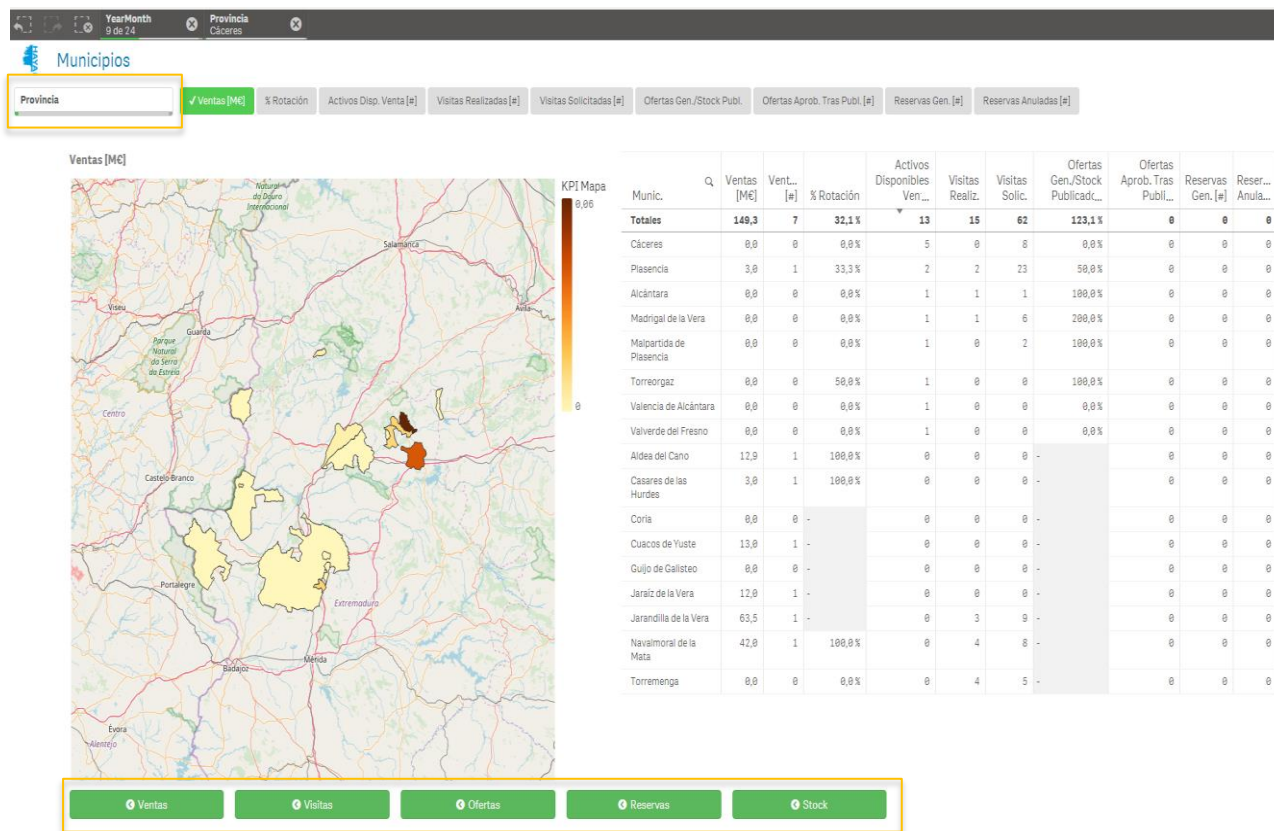 YearMonth
9 de 24
Provincia
Cáceres
HAYA
Municipios
Provincia
✓ Ventas [M€]
% Rotación
Activos Disp. Venta [#]
Visitas Realizadas [#]
Visitas Solicitadas [#]
Ofertas Gen./Stock Publ.
Ofertas Aprob. Tras Publ. [#]
Reservas Gen. [#]
Reservas Anuladas [#]
Ventas [M€]
Natural
do Douro
Internacional
Salamanca
Ávila
Viseu
Guarda
Parque
Natural
da Serra
da Estrela
Centro
Castelo Branco
Portalegre
Extremadura
Mérida
Badajoz
Évora
Alentejo
KPI Mapa
0,06
0
Munic. Ventas [M€] Vent... [#] % Rotación Activos Disponibles Ven... Visitas Realiz. Visitas Solic. Ofertas Gen./Stock Publicado... Ofertas Aprob. Tras Publi... Reservas Gen. [#] Reser... Anula...
Totales 149,3 7 32,1% 13 15 62 123,1% 0 0 0
Cáceres 0,0 0 0,0% 5 0 8 0,0% 0 0 0
Plasencia 3,0 1 33,3% 2 2 23 50,0% 0 0 0
Alcántara 0,0 0 0,0% 1 1 1 100,0% 0 0 0
Madrigal de la Vera 0,0 0 0,0% 1 1 6 200,0% 0 0 0
Malpartida de Plasencia 0,0 0 0,0% 1 0 2 100,0% 0 0 0
Torreorgaz 0,0 0 50,0% 1 0 0 100,0% 0 0 0
Valencia de Alcántara 0,0 0 0,0% 1 0 0 0,0% 0 0 0
Valverde del Fresno 0,0 0 0,0% 1 0 0 0,0% 0 0 0
Aldea del Cano 12,9 1 100,0% 0 0 0 - 0 0 0
Casares de las Hurdes 3,0 1 100,0% 0 0 0 - 0 0 0
Coria 0,0 0 - 0 0 0 - 0 0 0
Cuacos de Yuste 13,0 1 - 0 0 0 - 0 0 0
Guijo de Galisteo 0,0 0 - 0 0 0 - 0 0 0
Jaraíz de la Vera 12,0 1 - 0 0 0 - 0 0 0
Jarandilla de la Vera 63,5 1 - 0 3 9 - 0 0 0
Navalmoral de la Mata 42,0 1 100,0% 0 4 8 - 0 0 0
Torremenga 0,0 0 0,0% 0 4 5 - 0 0 0
Ventas
Visitas
Ofertas
Reservas
Stock